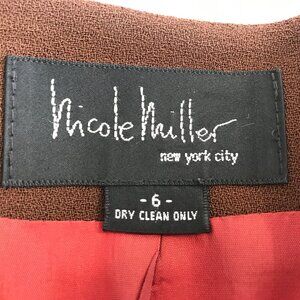 Nicole Miller
new york city
- 6 -
DRY CLEAN ONLY